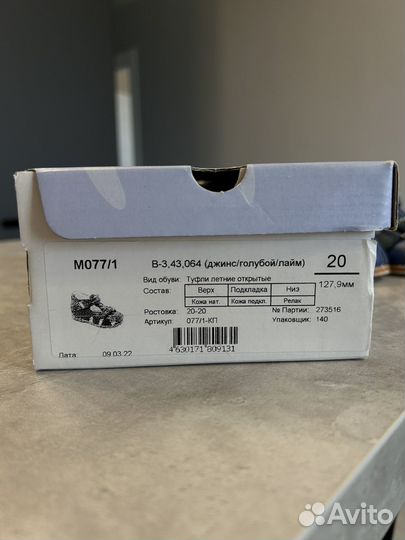 M077/1
В-3,43,064 (джинс/голубой/лайм)
20
Вид обуви: Туфли летние открытые
127,9мм
Состав: Верх Подкладка Низ
Кожа нат. Кожа подкл. Релак
Ростовка: 20-20 № Партии: 273516
Артикул: 077/1-КП Упаковщик: 140
Дата: 09.03.22
4 630171 809131
Avito